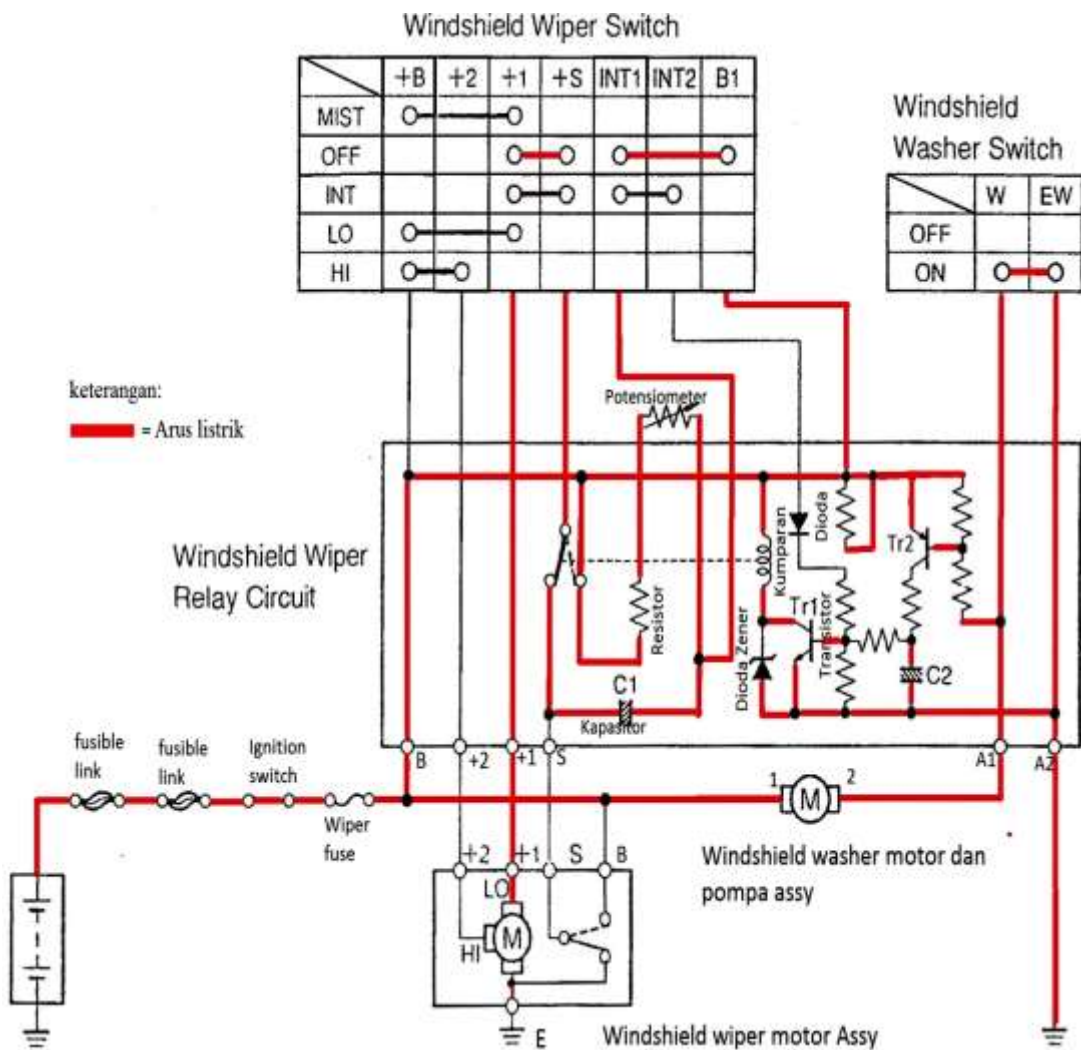 Windshield Wiper Switch
+B +2 +1 +S INT1 INT2 B1
MIST
OFF
INT
LO
HI
Windshield
Washer Switch
W EW
OFF
ON
keterangan:
= Arus listrik
Potensiometer
Windshield Wiper
Relay Circuit
Resistor
Kumparan
Dioda
Tr2
Tr1
Transistor
Dioda Zener
C1
Kapasitor
C2
B +2 +1 S A1 A2
fusible
link
fusible
link
Ignition
switch
Wiper
fuse
1 M 2
Windshield washer motor dan
pompa assy
+2 +1 S B
LO
HI M
E
Windshield wiper motor Assy